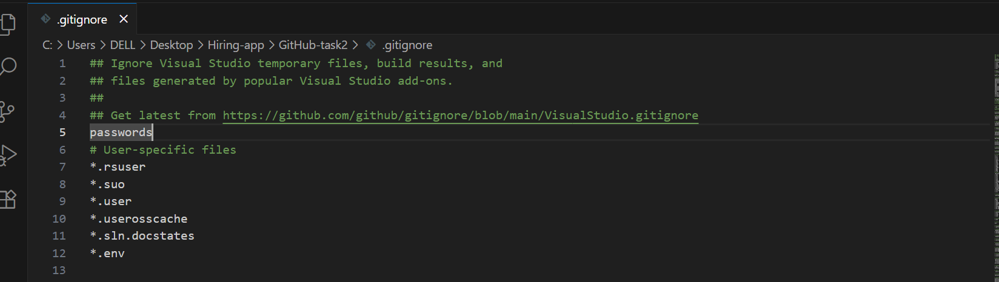 .gitignore ×
C: > Users > DELL > Desktop > Hiring-app > GitHub-task2 > .gitignore
1 ## Ignore Visual Studio temporary files, build results, and
2 ## files generated by popular Visual Studio add-ons.
3 ##
4 ## Get latest from https://github.com/github/gitignore/blob/main/VisualStudio.gitignore
5 passwords
6 # User-specific files
7 *.rsuser
8 *.suo
9 *.user
10 *.userosscache
11 *.sln.docstates
12 *.env
13